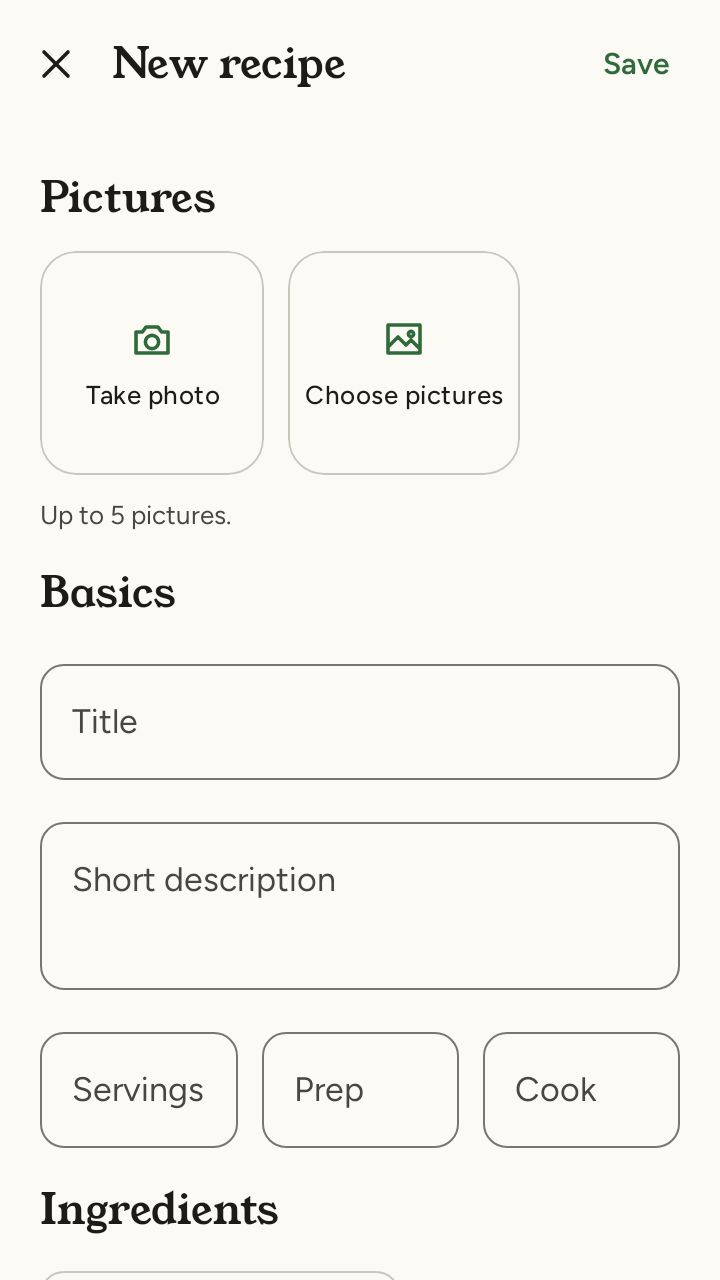 New recipe
Save
Pictures
Take photo
Choose pictures
Up to 5 pictures.
Basics
Title
Short description
Servings
Prep
Cook
Ingredients